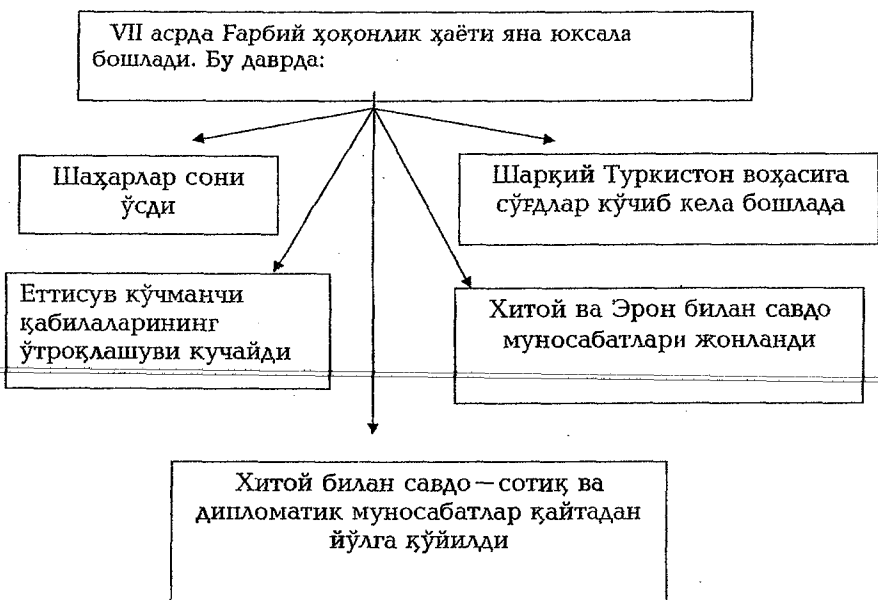 VII асрда Ғарбий ҳоқонлик ҳаёти яна юксала
бошлади. Бу даврда:
Шаҳарлар сони
ўсди
Шарқий Туркистон воҳасига
сўғдлар кўчиб кела бошлада
Еттисув кўчманчи
қабилаларининг
ўтроқлашуви кучайди
Хитой ва Эрон билан савдо
муносабатлари жонланди
Хитой билан савдо—сотиқ ва
дипломатик муносабатлар қайтадан
йўлга қўйилди